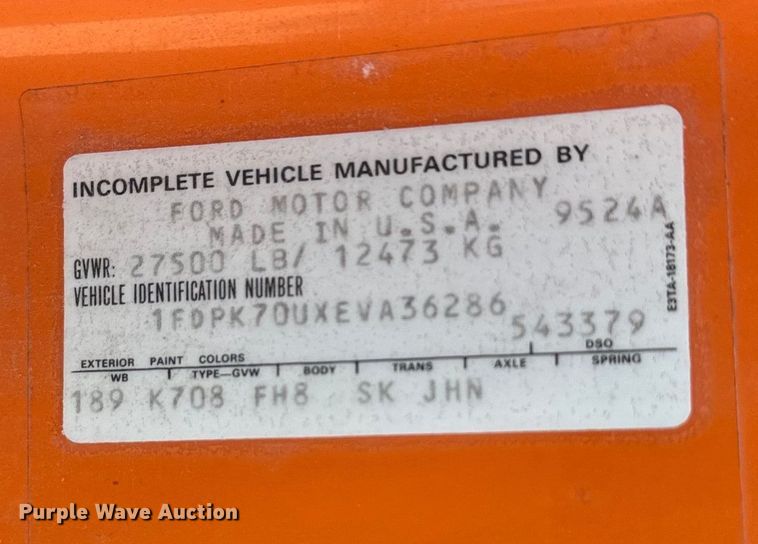 INCOMPLETE VEHICLE MANUFACTURED BY
FORD MOTOR COMPANY
MADE IN U.S.A. 9524A
GVWR: 27500 LB/ 12473 KG
VEHICLE IDENTIFICATION NUMBER
1FDPK70UXEVA36286 543379
EXTERIOR PAINT COLORS DSO
WB TYPE—GVW BODY TRANS AXLE SPRING
189 K708 FH8 SK JHN
E3TA-18173-AA
Purple Wave Auction